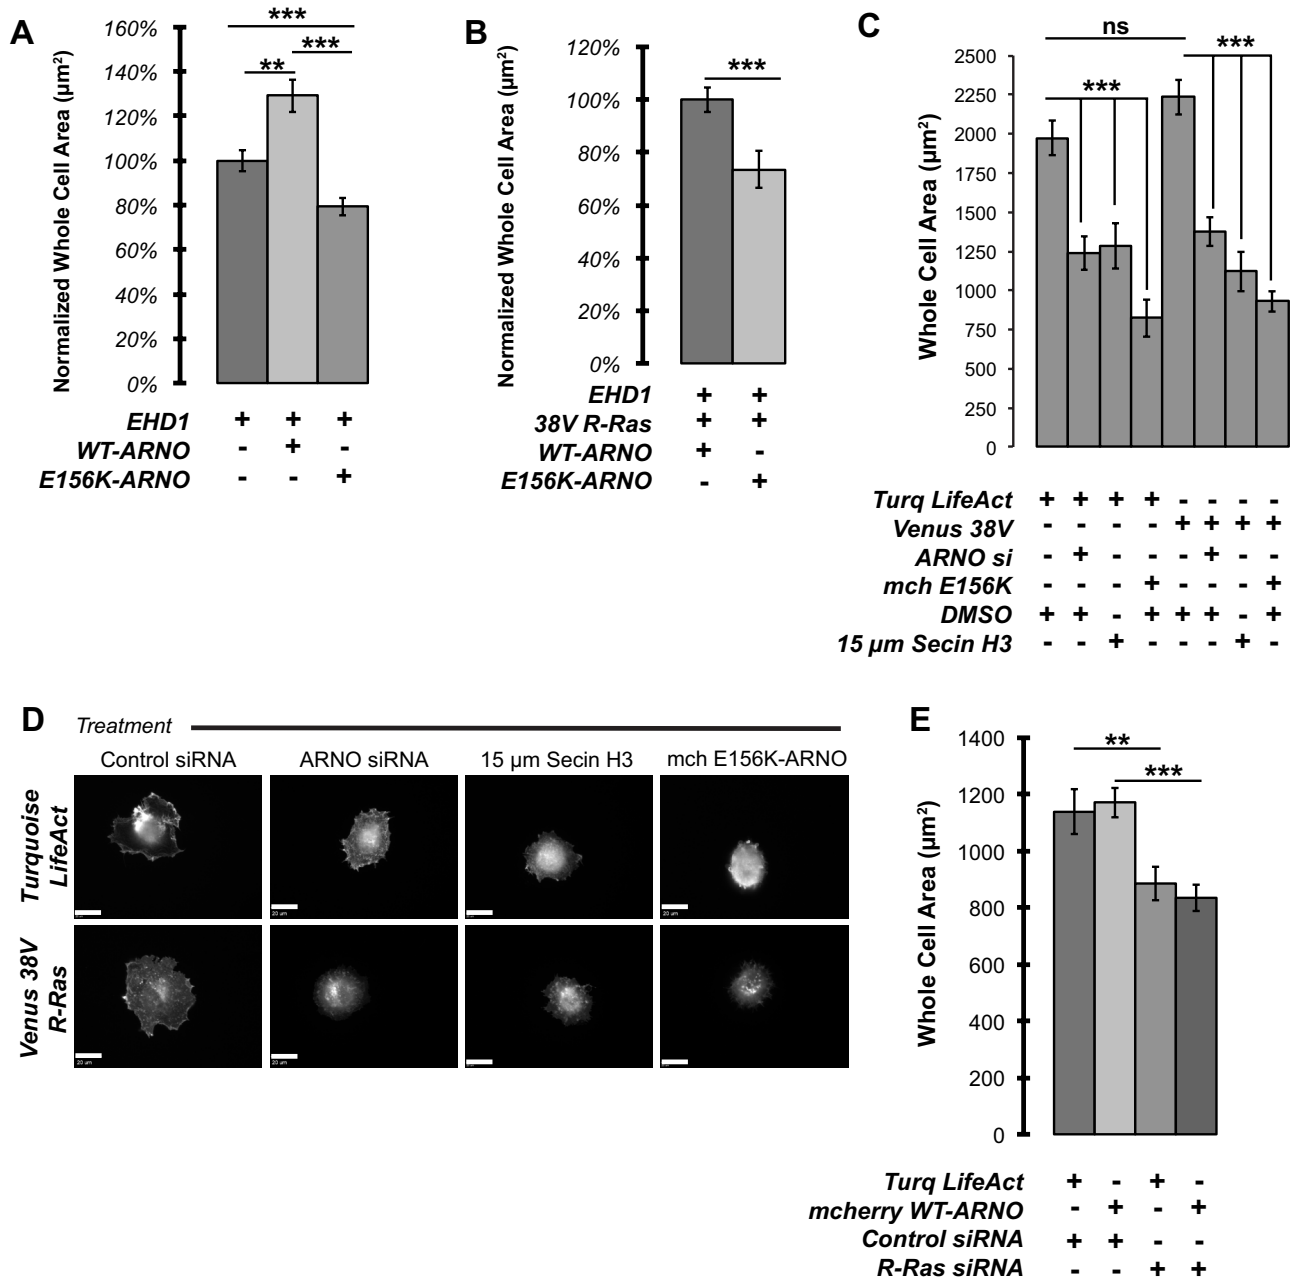 A
Normalized Whole Cell Area (µm²)
160%
140%
120%
100%
80%
60%
40%
20%
0%
***
***
**
EHD1 + + +
WT-ARNO - + -
E156K-ARNO - - +
B
Normalized Whole Cell Area (µm²)
120%
100%
80%
60%
40%
20%
0%
***
EHD1 + +
38V R-Ras + +
WT-ARNO + -
E156K-ARNO - +
C
Whole Cell Area (µm²)
2500
2250
2000
1750
1500
1250
1000
750
500
250
0
ns
***
***
Turq LifeAct + + + + - - - -
Venus 38V - - - - + + + +
ARNO si - + - - - + - -
mch E156K - - - + - - - +
DMSO + + - + + + - +
15 µm Secin H3 - - + - - - + -
D
Treatment
Control siRNA ARNO siRNA 15 µm Secin H3 mch E156K-ARNO
Turquoise
LifeAct
20 um
Venus 38V
R-Ras
20 um
E
Whole Cell Area (µm²)
1400
1200
1000
800
600
400
200
0
**
***
Turq LifeAct + - + -
mcherry WT-ARNO - + - +
Control siRNA + + - -
R-Ras siRNA - - + +